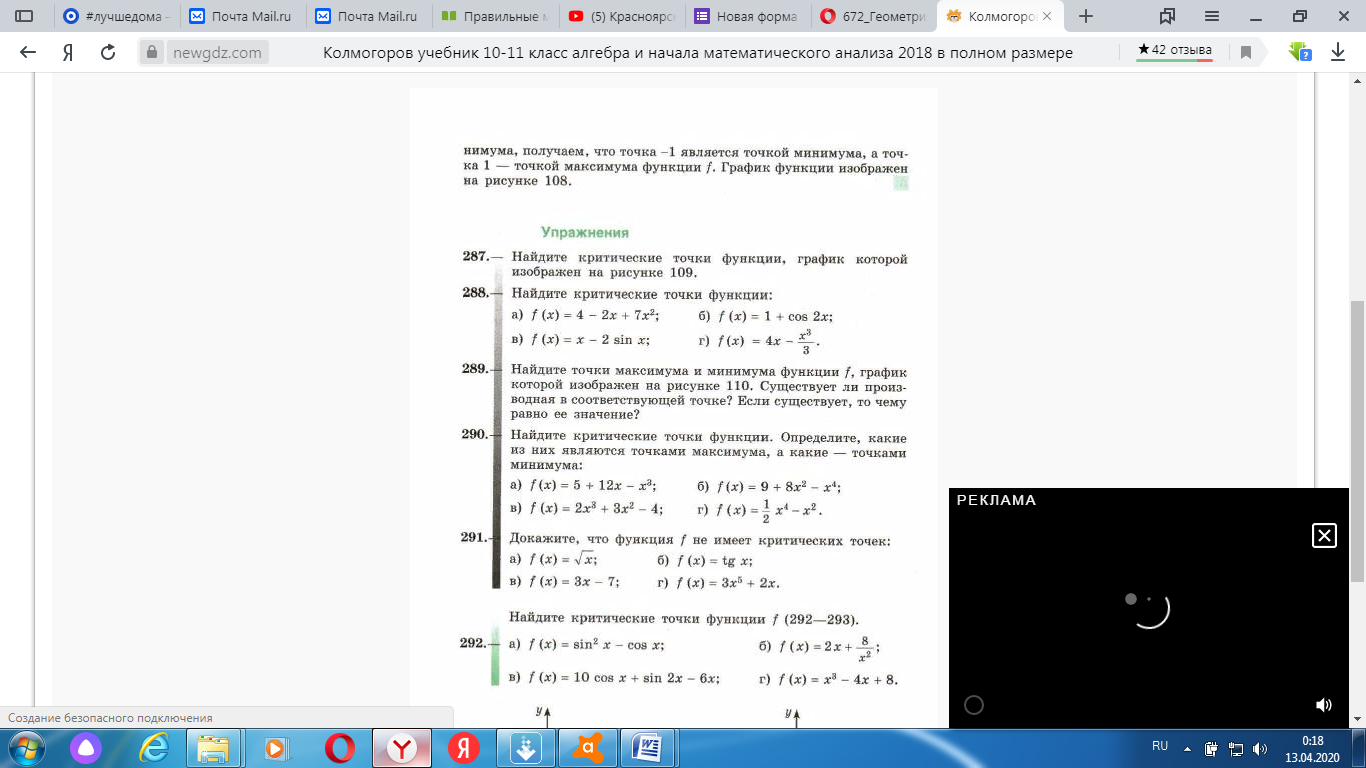 #лучшедома –
Почта Mail.ru
Почта Mail.ru
Правильные м
(5) Красноярск
Новая форма
672_Геометри
Колмогоров
newgdz.com
Колмогоров учебник 10-11 класс алгебра и начала математического анализа 2018 в полном размере
★42 отзыва
нимума, получаем, что точка –1 является точкой минимума, а точ-
ка 1 — точкой максимума функции f. График функции изображен
на рисунке 108.
Упражнения
287.— Найдите критические точки функции, график которой
изображен на рисунке 109.
288.— Найдите критические точки функции:
а) f (x) = 4 – 2x + 7x²; б) f (x) = 1 + cos 2x;
в) f (x) = x – 2 sin x; г) f (x) = 4x – x³/3.
289.— Найдите точки максимума и минимума функции f, график
которой изображен на рисунке 110. Существует ли произ-
водная в соответствующей точке? Если существует, то чему
равно ее значение?
290.— Найдите критические точки функции. Определите, какие
из них являются точками максимума, а какие — точками
минимума:
а) f (x) = 5 + 12x – x³; б) f (x) = 9 + 8x² – x⁴;
в) f (x) = 2x³ + 3x² – 4; г) f (x) = 1/2 x⁴ – x².
291.— Докажите, что функция f не имеет критических точек:
а) f (x) = √x; б) f (x) = tg x;
в) f (x) = 3x – 7; г) f (x) = 3x⁵ + 2x.
Найдите критические точки функции f (292—293).
292.— а) f (x) = sin² x – cos x; б) f (x) = 2x + 8/x²;
в) f (x) = 10 cos x + sin 2x – 6x; г) f (x) = x³ – 4x + 8.
y
y
РЕКЛАМА
Создание безопасного подключения
RU
0:18
13.04.2020